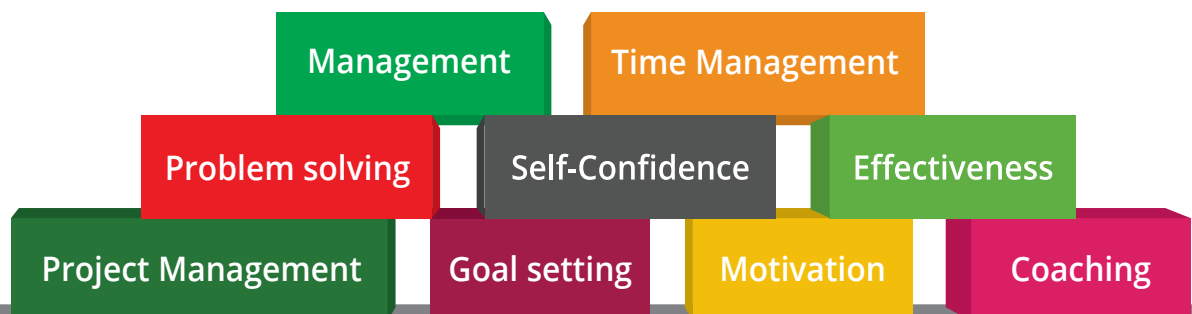 Management
Time Management
Problem solving
Self-Confidence
Effectiveness
Project Management
Goal setting
Motivation
Coaching